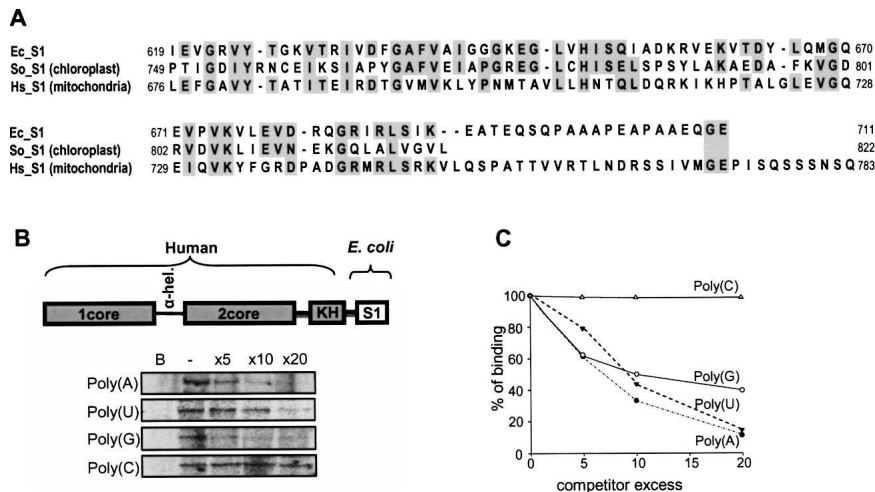 A
Ec_S1 619 I E V G R V Y - T G K V T R I V D F G A F V A I G G G K E G - L V H I S Q I A D K R V E K V T D Y - L Q M G Q 670
So_S1 (chloroplast) 749 P T I G D I Y R N C E I K S I A P Y G A F V E I A P G R E G - L C H I S E L S P S Y L A K A E D A - F K V G D 801
Hs_S1 (mitochondria) 676 L E F G A V Y - T A T I T E I R D T G V M V K L Y P N M T A V L L H N T Q L D Q R K I K H P T A L G L E V G Q 728
Ec_S1 671 E V P V K V L E V D - R Q G R I R L S I K - - E A T E Q S Q P A A A P E A P A A E Q G E 711
So_S1 (chloroplast) 802 R V D V K L I E V N - E K G Q L A L V G V L 822
Hs_S1 (mitochondria) 729 E I Q V K Y F G R D P A D G R M R L S R K V L Q S P A T T V V R T L N D R S S I V M G E P I S Q S S S N S Q 783
B
Human E. coli
α-hel.
1core 2core KH S1
B - x5 x10 x20
Poly(A)
Poly(U)
Poly(G)
Poly(C)
C
% of binding
100
80
60
40
20
0
Poly(C)
Poly(G)
Poly(U)
Poly(A)
0 5 10 15 20
competitor excess